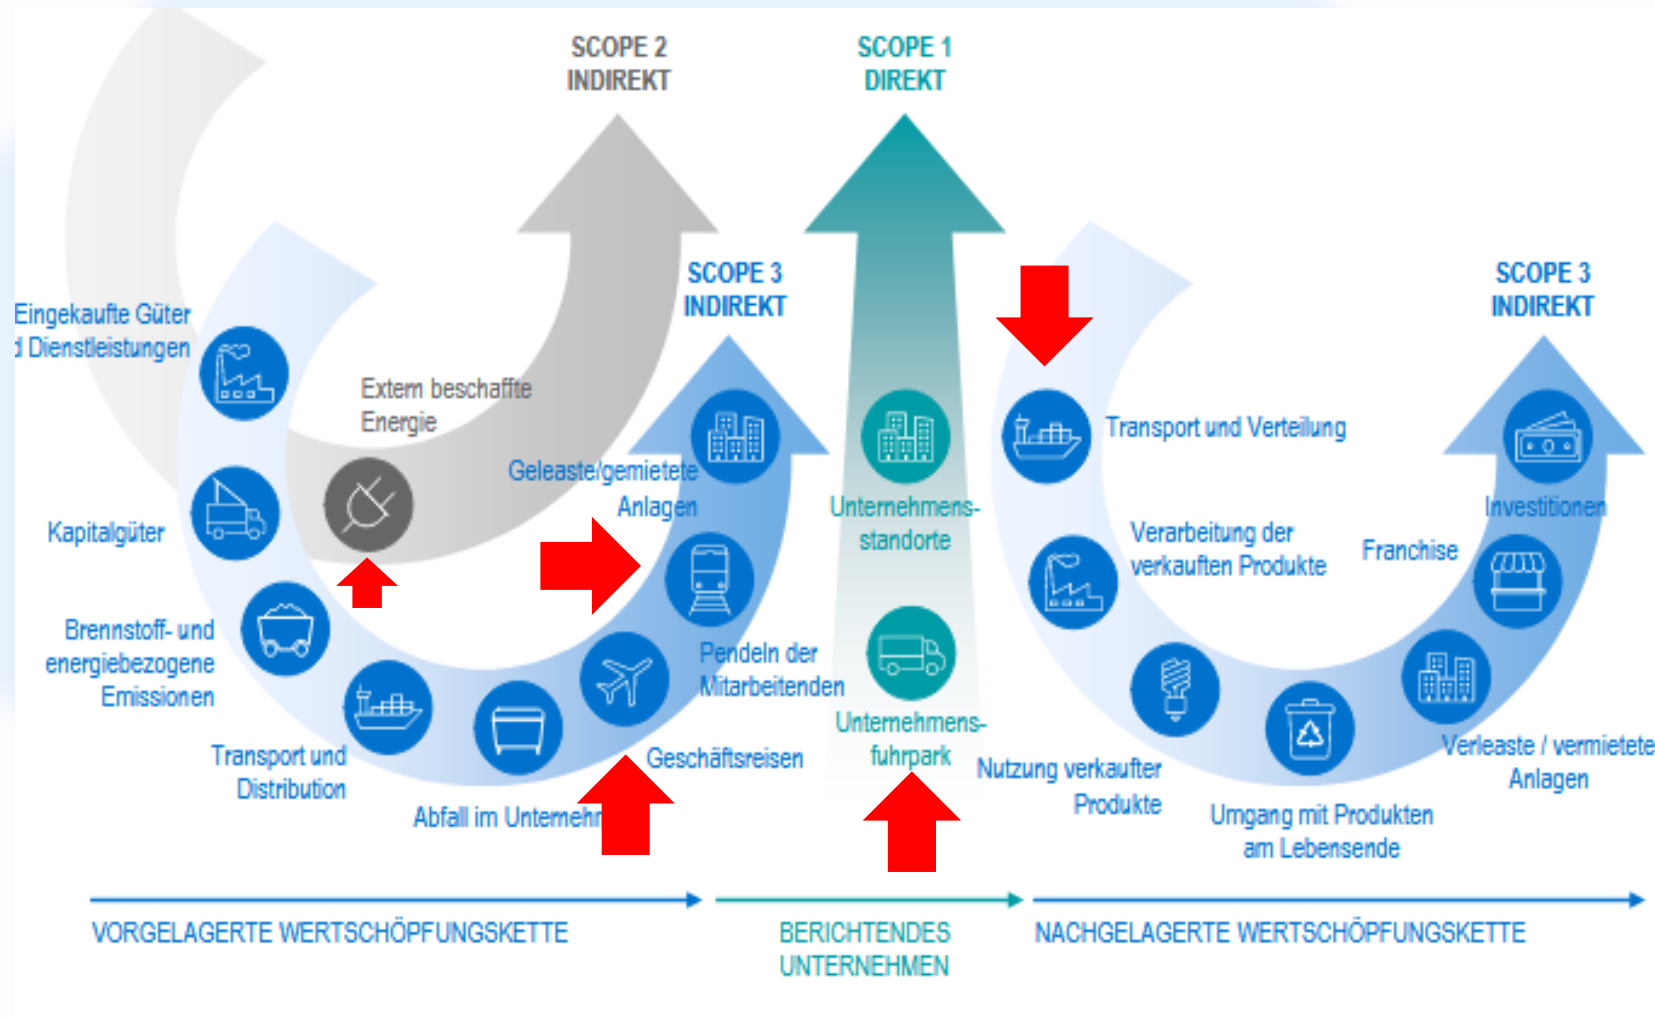 SCOPE 2
INDIREKT
SCOPE 1
DIREKT
SCOPE 3
INDIREKT
SCOPE 3
INDIREKT
Eingekaufte Güter
d Dienstleistungen
Extern beschaffte
Energie
Geleaste/gemietete
Anlagen
Kapitalgüter
Brennstoff- und
energiebezogene
Emissionen
Transport und
Distribution
Abfall im Unternehr
Geschäftsreisen
Pendeln der
Mitarbeitenden
Unternehmens-
standorte
Unternehmens-
fuhrpark
Transport und Verteilung
Verarbeitung der
verkauften Produkte
Nutzung verkaufter
Produkte
Umgang mit Produkten
am Lebensende
Verleaste / vermietete
Anlagen
Franchise
Investitionen
VORGELAGERTE WERTSCHÖPFUNGSKETTE
BERICHTENDES
UNTERNEHMEN
NACHGELAGERTE WERTSCHÖPFUNGSKETTE